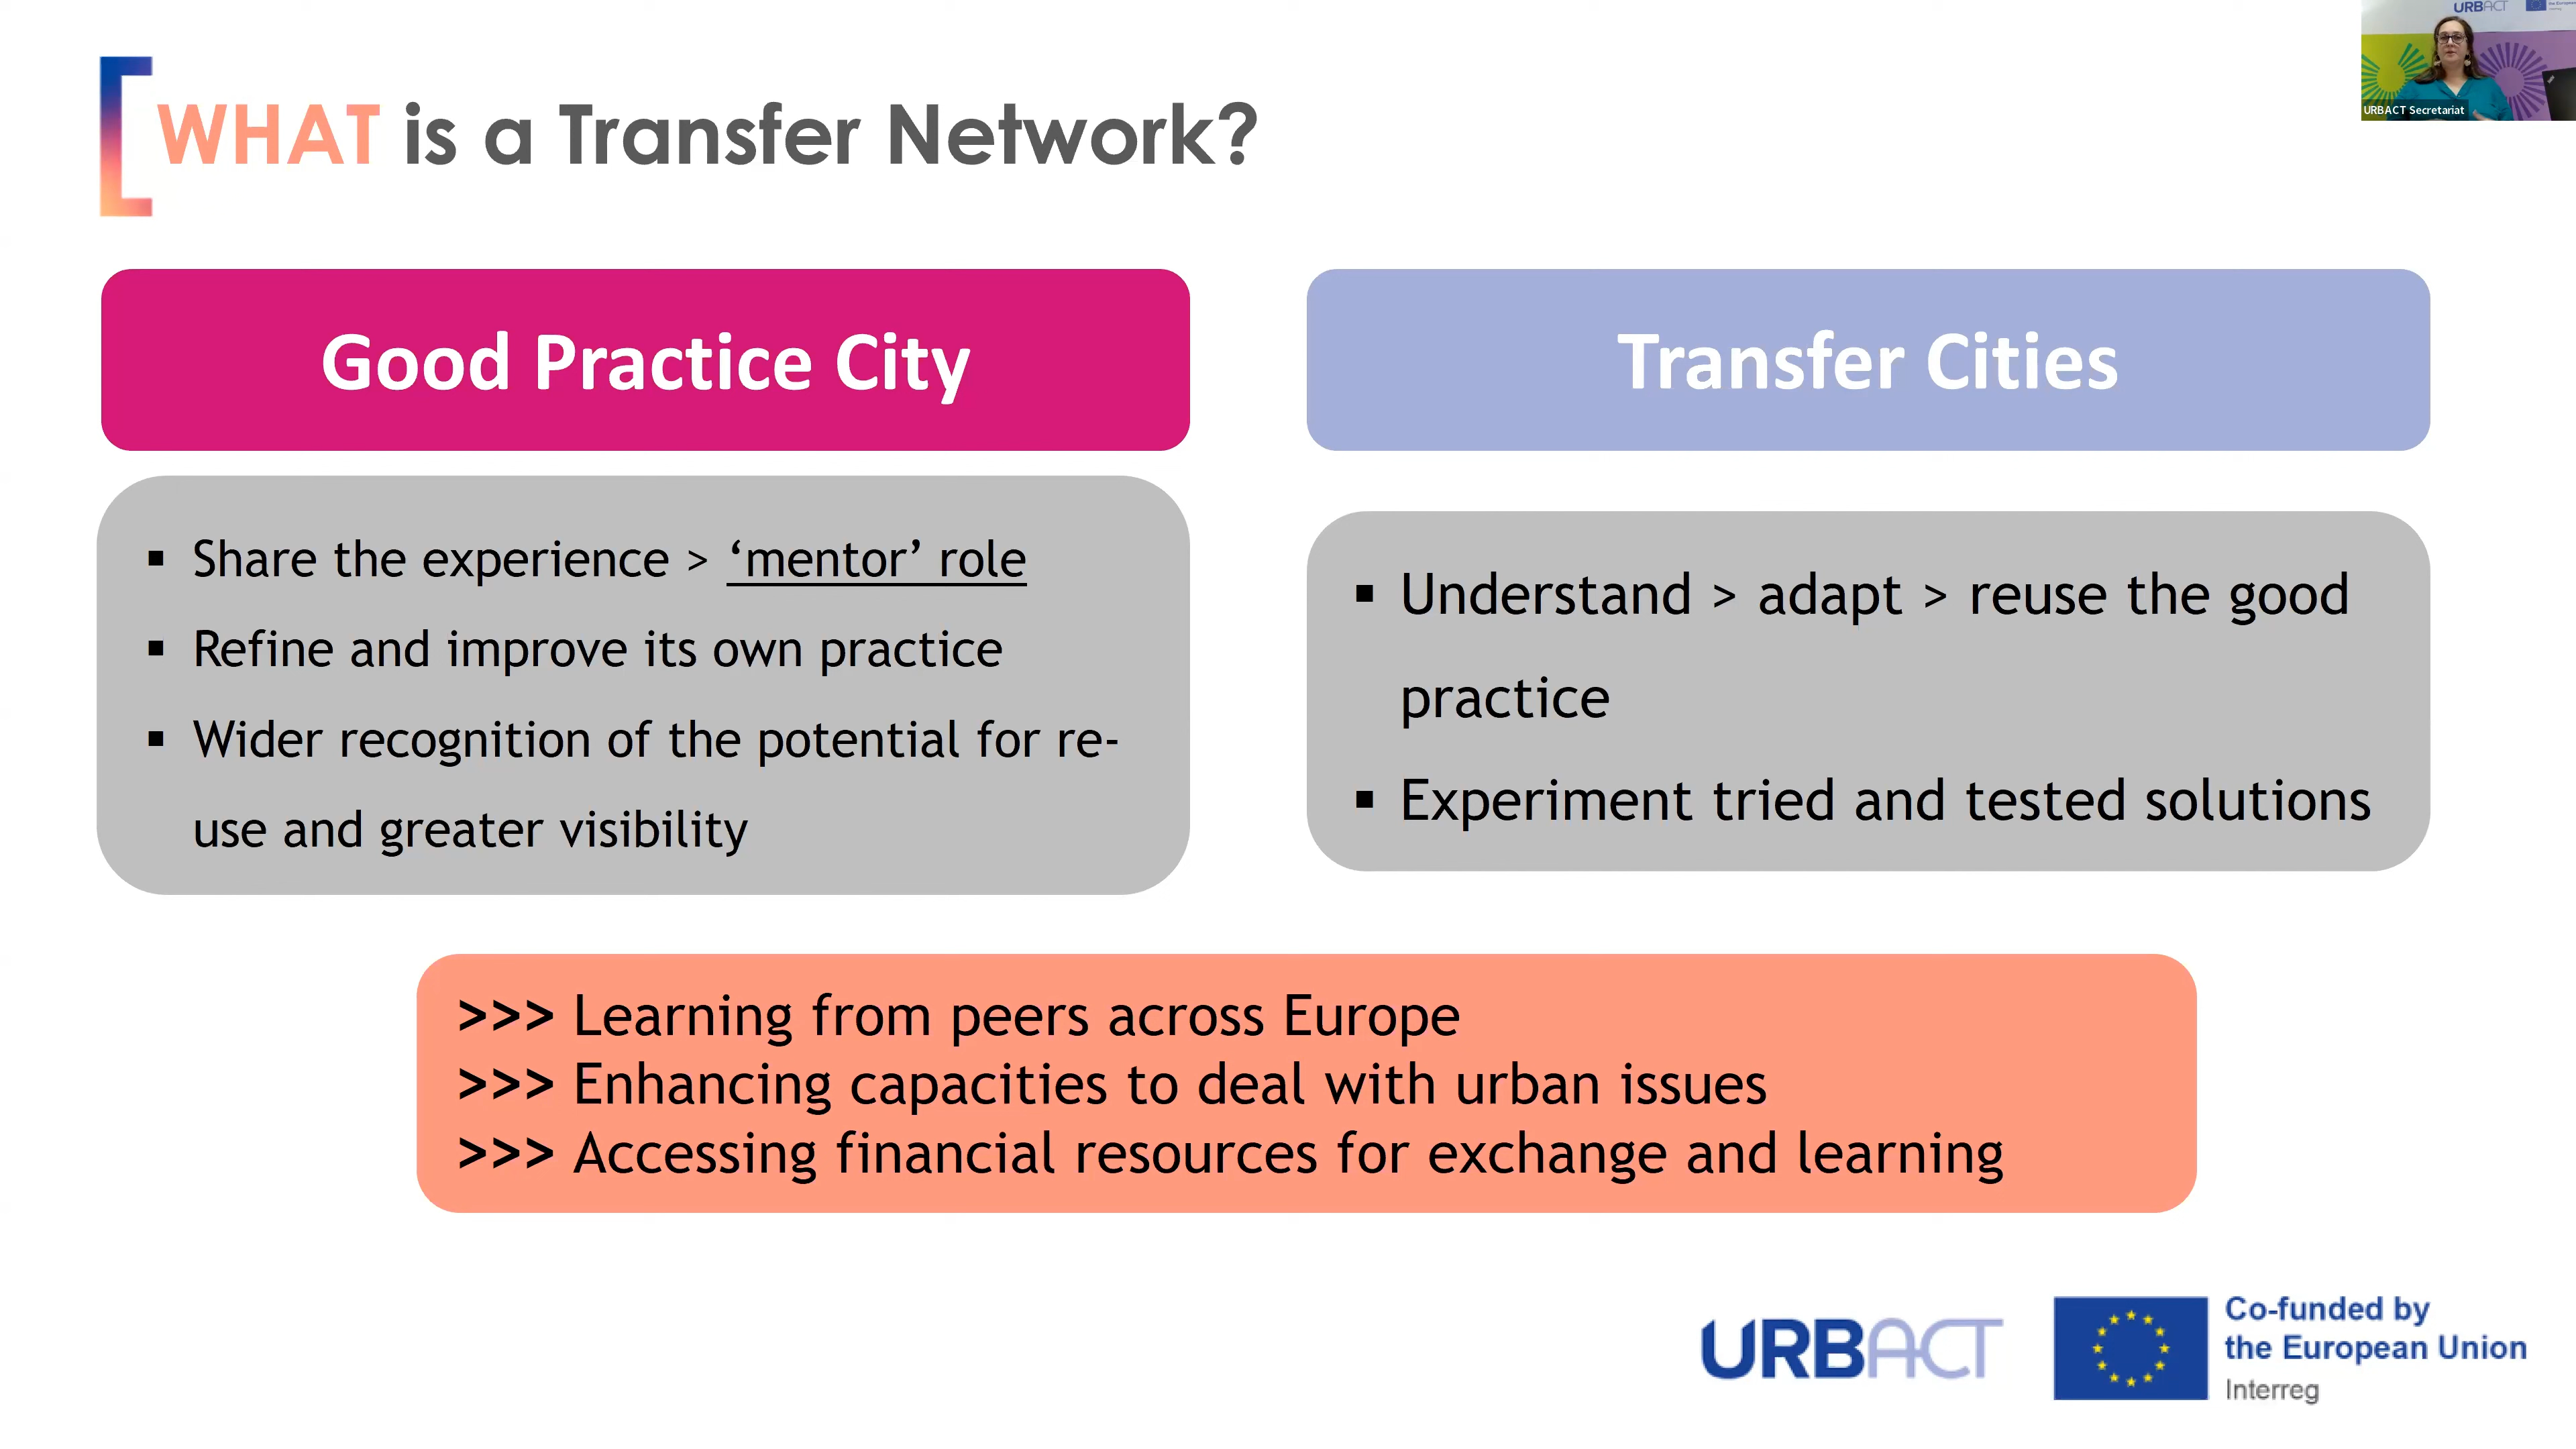 URBACT
URBACT Secretariat
WHAT is a Transfer Network?
Good Practice City
▪ Share the experience > ‘mentor’ role
▪ Refine and improve its own practice
▪ Wider recognition of the potential for re-
use and greater visibility
Transfer Cities
▪ Understand > adapt > reuse the good
practice
▪ Experiment tried and tested solutions
>>> Learning from peers across Europe
>>> Enhancing capacities to deal with urban issues
>>> Accessing financial resources for exchange and learning
URBACT
Co-funded by
the European Union
Interreg